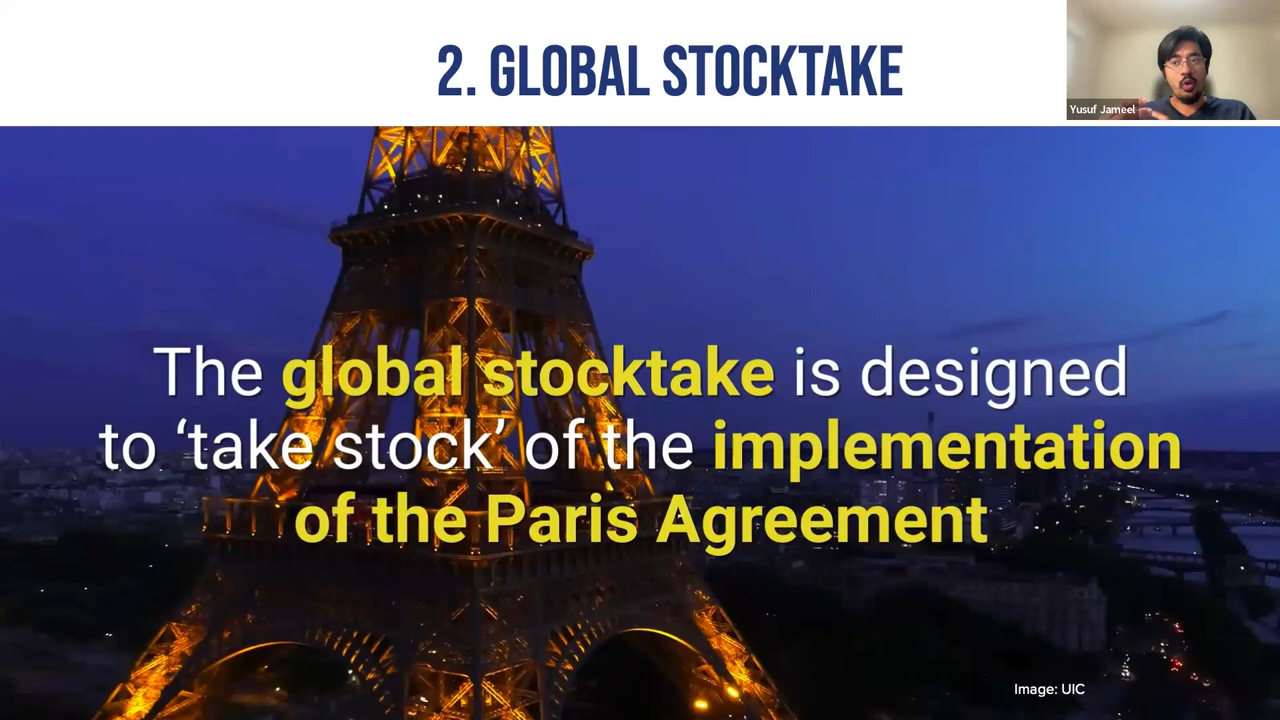 2. GLOBAL STOCKTAKE
Yusuf Jameel
The global stocktake is designed
to ‘take stock’ of the implementation
of the Paris Agreement
Image: UIC